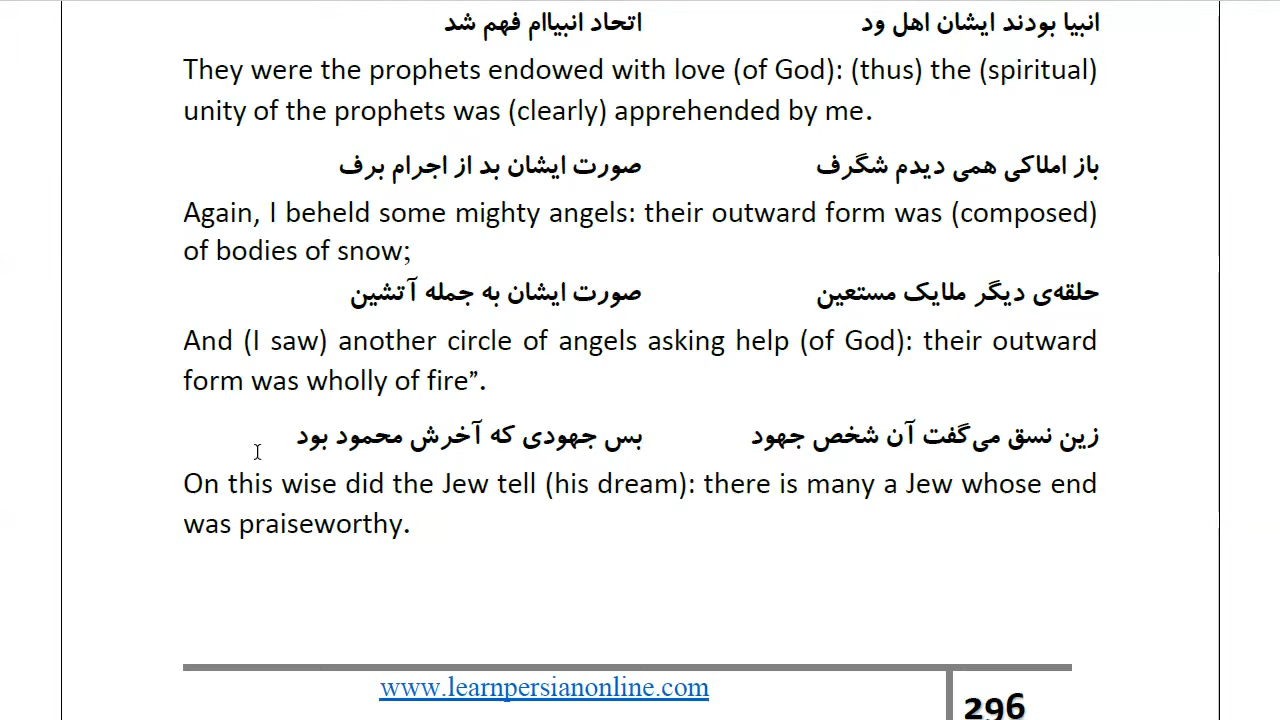 انبیا بودند ایشان اهل ود اتحاد انبیاام فهم شد
They were the prophets endowed with love (of God): (thus) the (spiritual)
unity of the prophets was (clearly) apprehended by me.
باز املاکی همی دیدم شگرف صورت ایشان بد از اجرام برف
Again, I beheld some mighty angels: their outward form was (composed)
of bodies of snow;
حلقه‌ی دیگر ملایک مستعین صورت ایشان به جمله آتشین
And (I saw) another circle of angels asking help (of God): their outward
form was wholly of fire”.
زین نسق می‌گفت آن شخص جهود بس جهودی که آخرش محمود بود
On this wise did the Jew tell (his dream): there is many a Jew whose end
was praiseworthy.
www.learnpersianonline.com
296